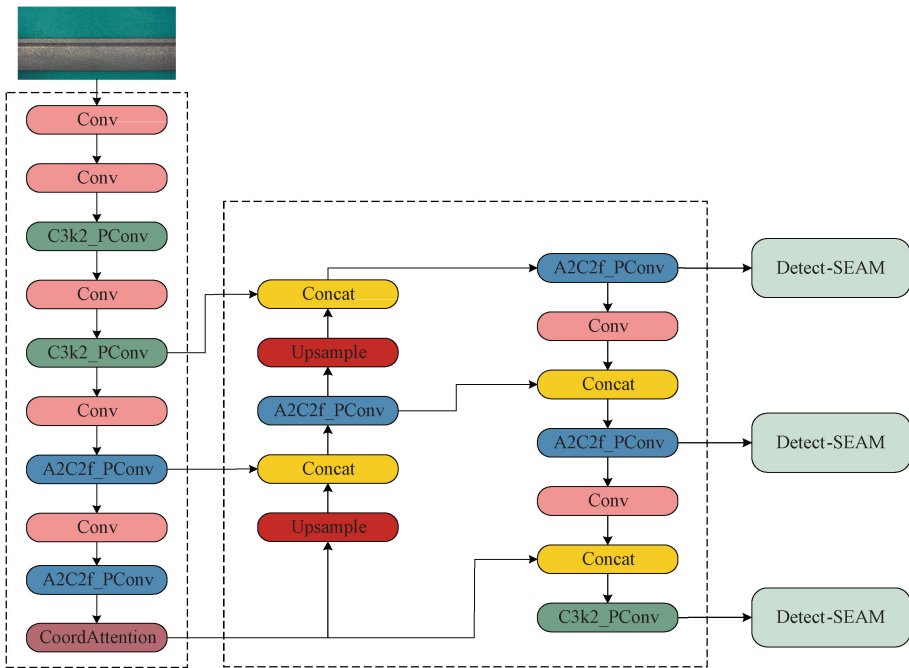 Conv
Conv
C3k2_PConv
Conv
C3k2_PConv
Conv
A2C2f_PConv
Conv
A2C2f_PConv
CoordAttention
Concat
Upsample
A2C2f_PConv
Concat
Upsample
A2C2f_PConv
Conv
Concat
A2C2f_PConv
Conv
Concat
C3k2_PConv
Detect-SEAM
Detect-SEAM
Detect-SEAM